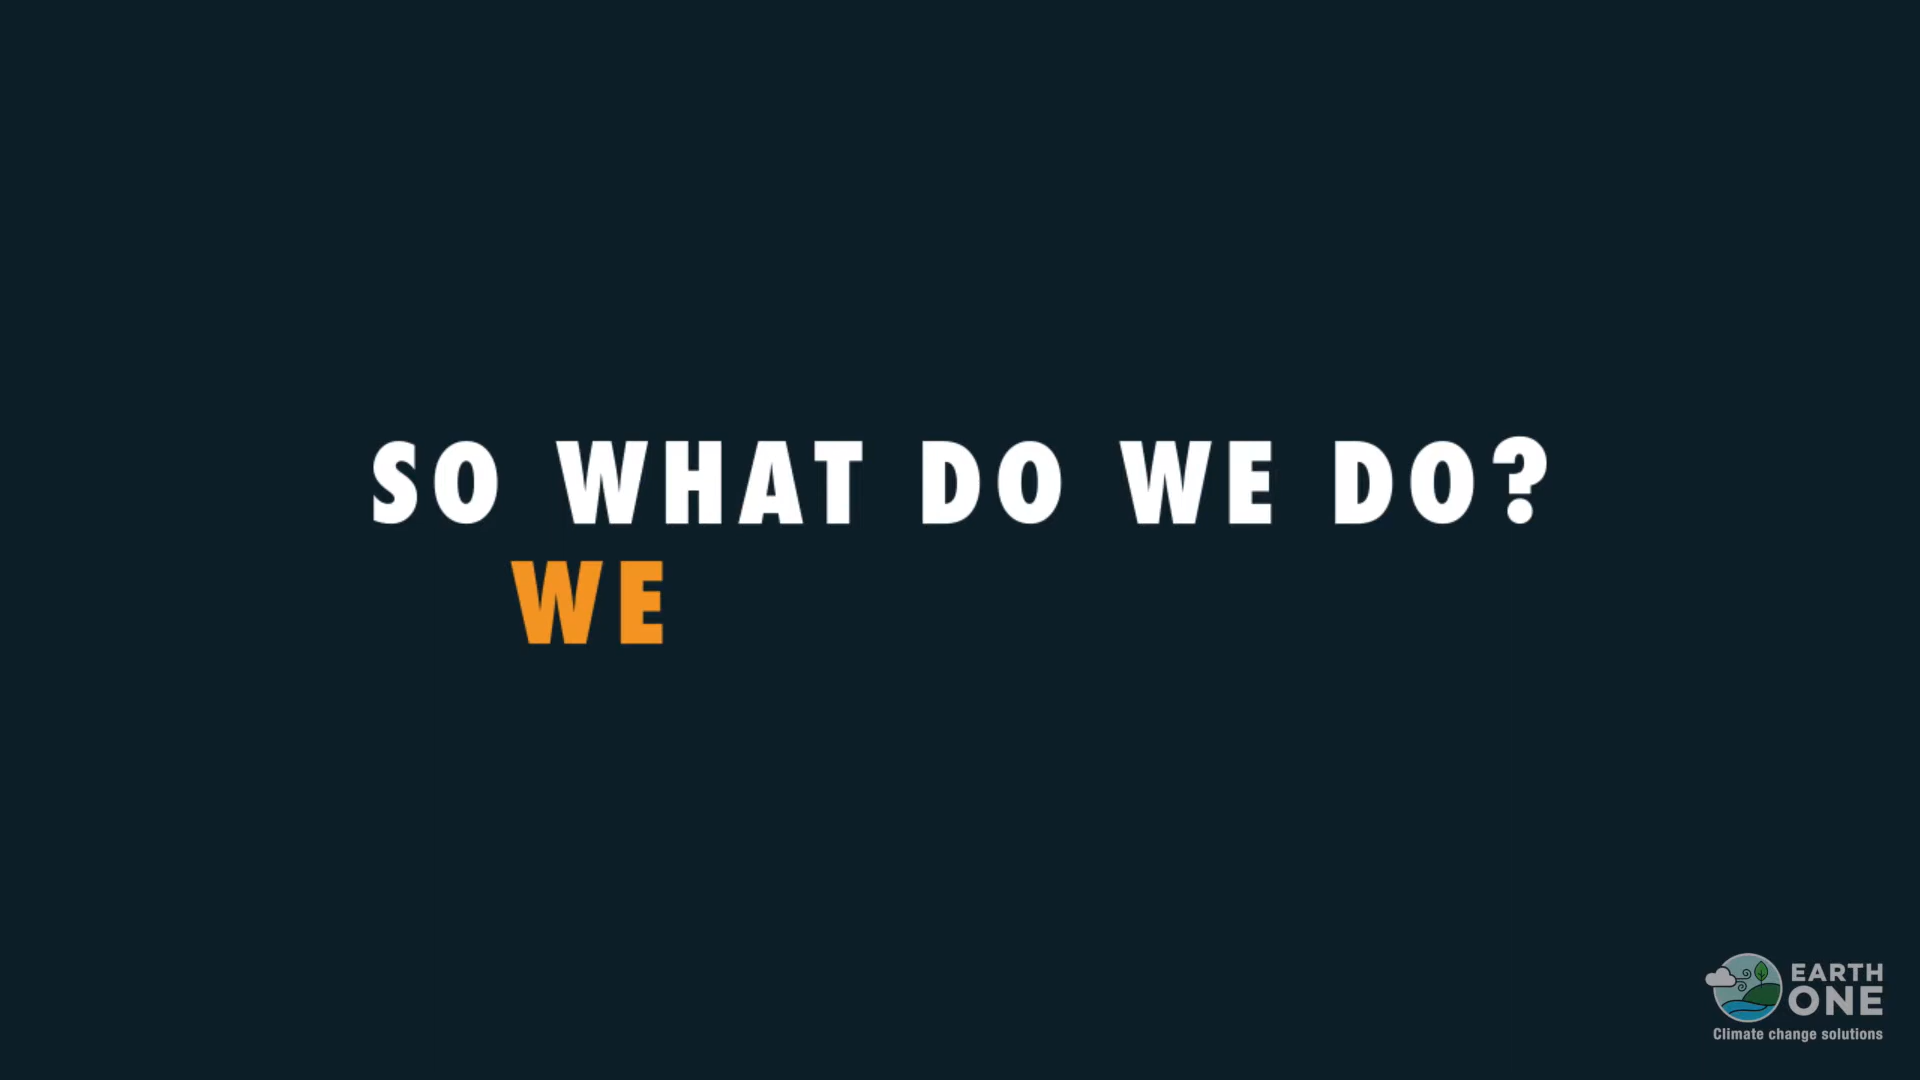 SO WHAT DO WE DO?
WE
EARTH
ONE
Climate change solutions